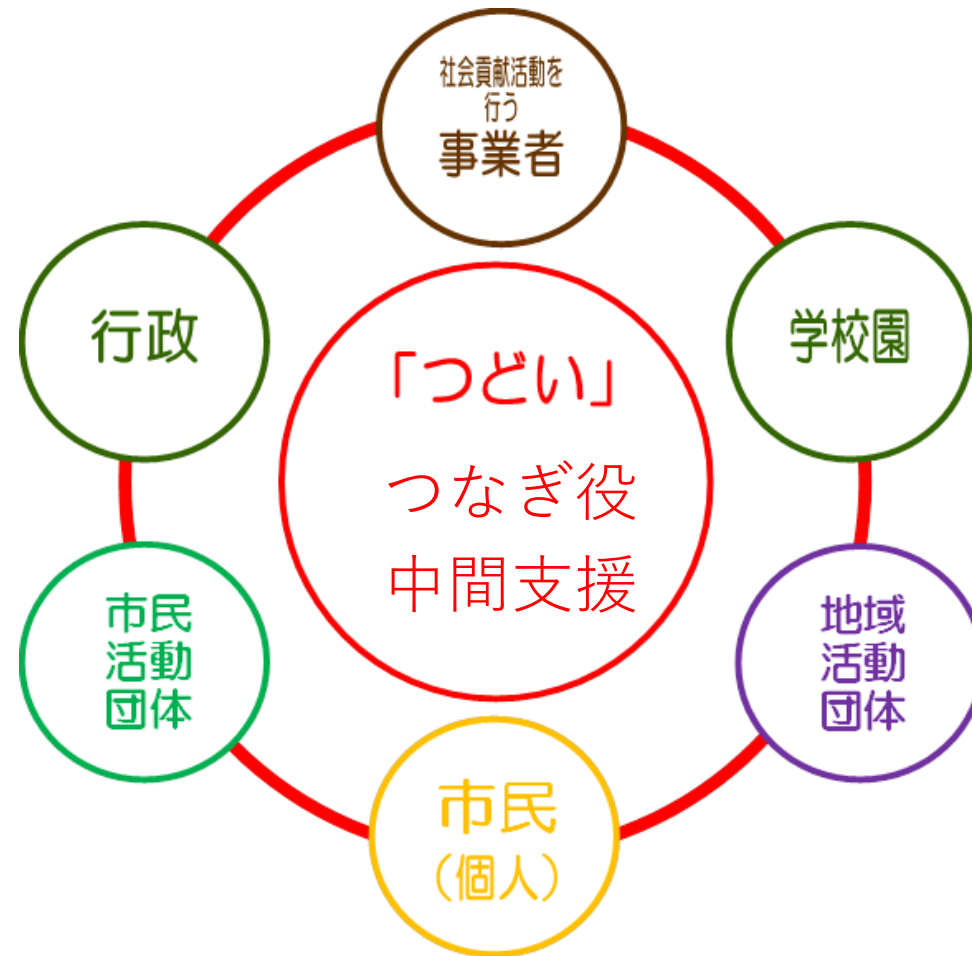 社会貢献活動を
行う
事業者
行政
学校園
「つどい」
つなぎ役
中間支援
市民
活動
団体
地域
活動
団体
市民
（個人）